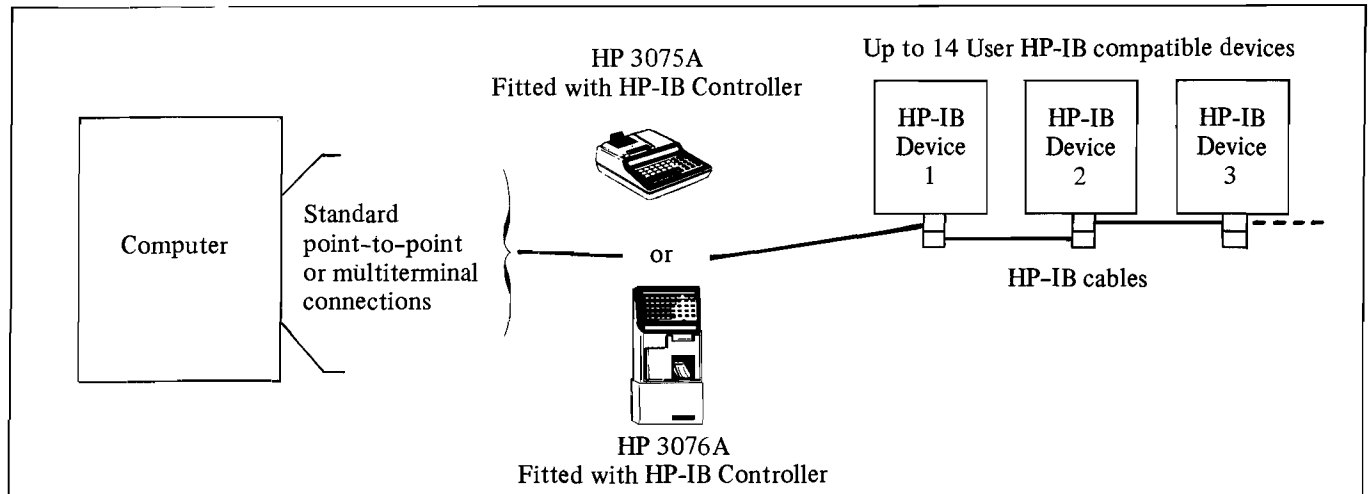 Computer
Standard
point-to-point
or multiterminal
connections
HP 3075A
Fitted with HP-IB Controller
or
HP 3076A
Fitted with HP-IB Controller
Up to 14 User HP-IB compatible devices
HP-IB
Device
1
HP-IB
Device
2
HP-IB
Device
3
HP-IB cables